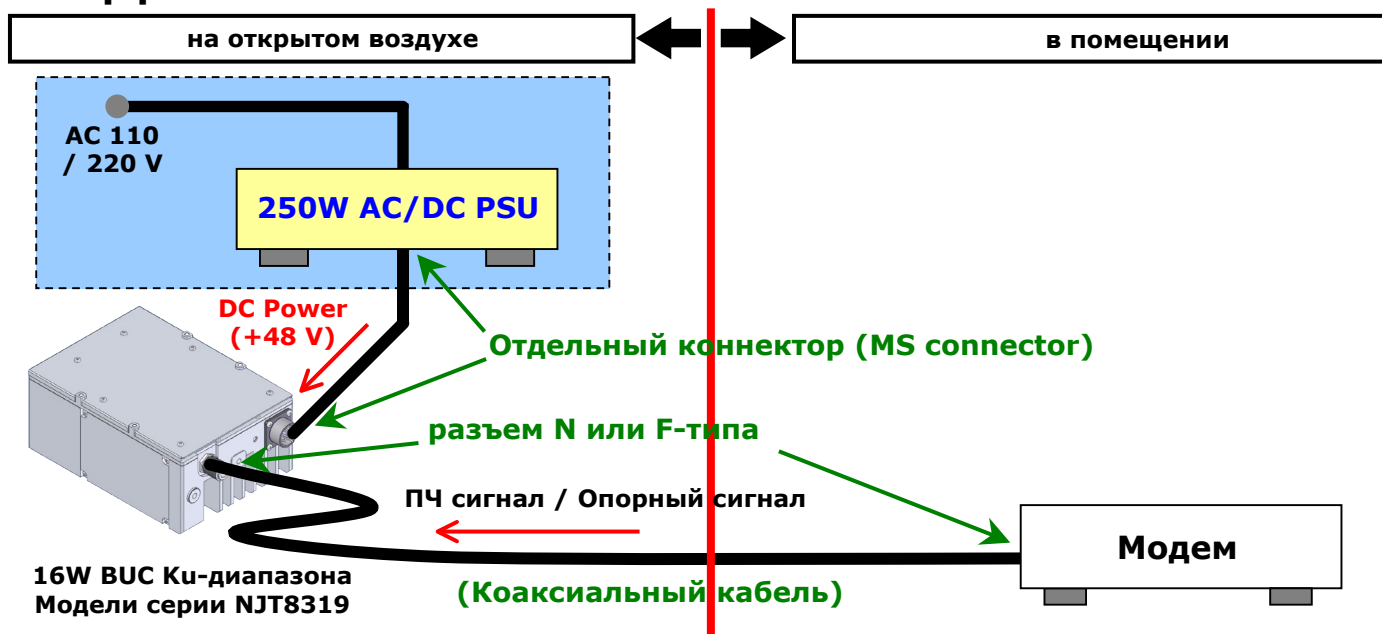 на открытом воздухе
в помещении
AC 110
/ 220 V
250W AC/DC PSU
DC Power
(+48 V)
Отдельный коннектор (MS connector)
разъем N или F-типа
ПЧ сигнал / Опорный сигнал
Модем
(Коаксиальный кабель)
16W BUC Ku-диапазона
Модели серии NJT8319